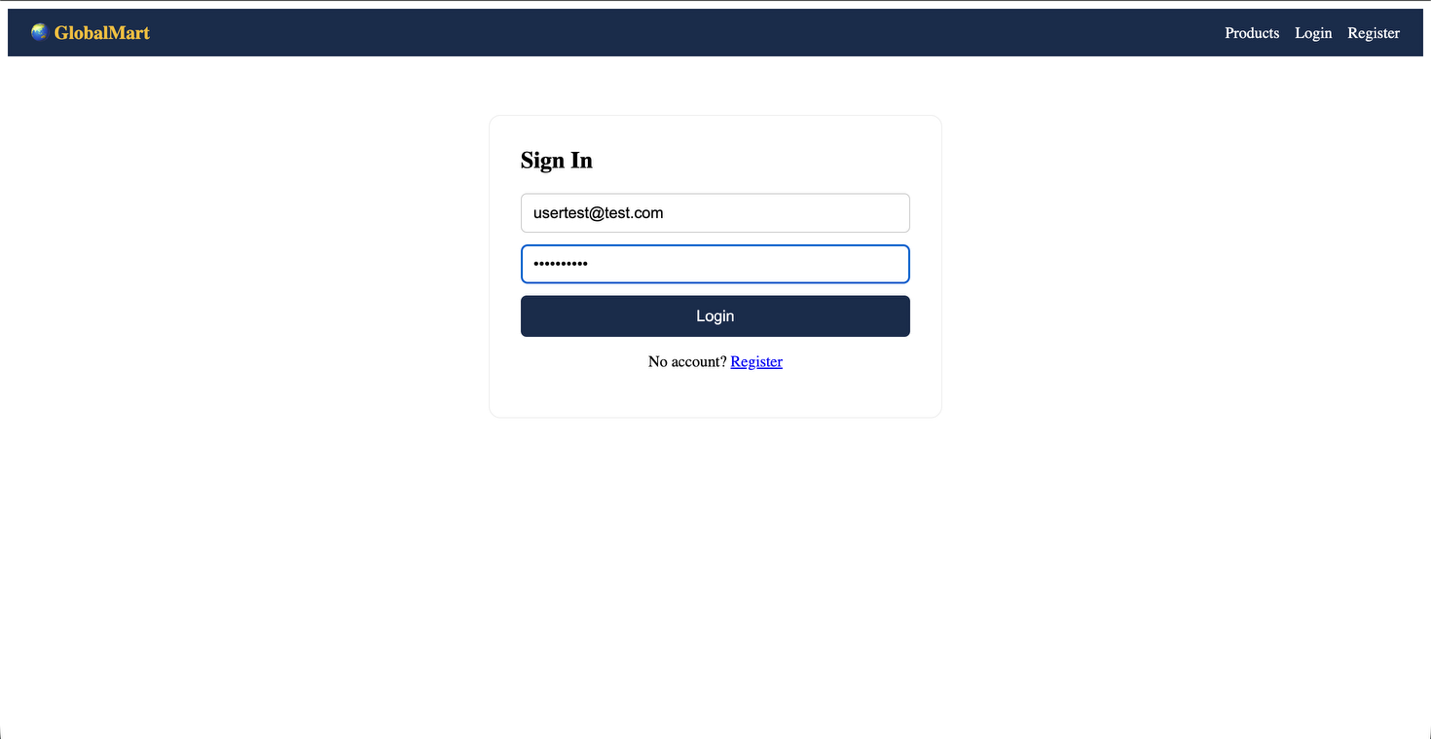 GlobalMart
Products Login Register
Sign In
usertest@test.com
••••••••••
Login
No account? Register